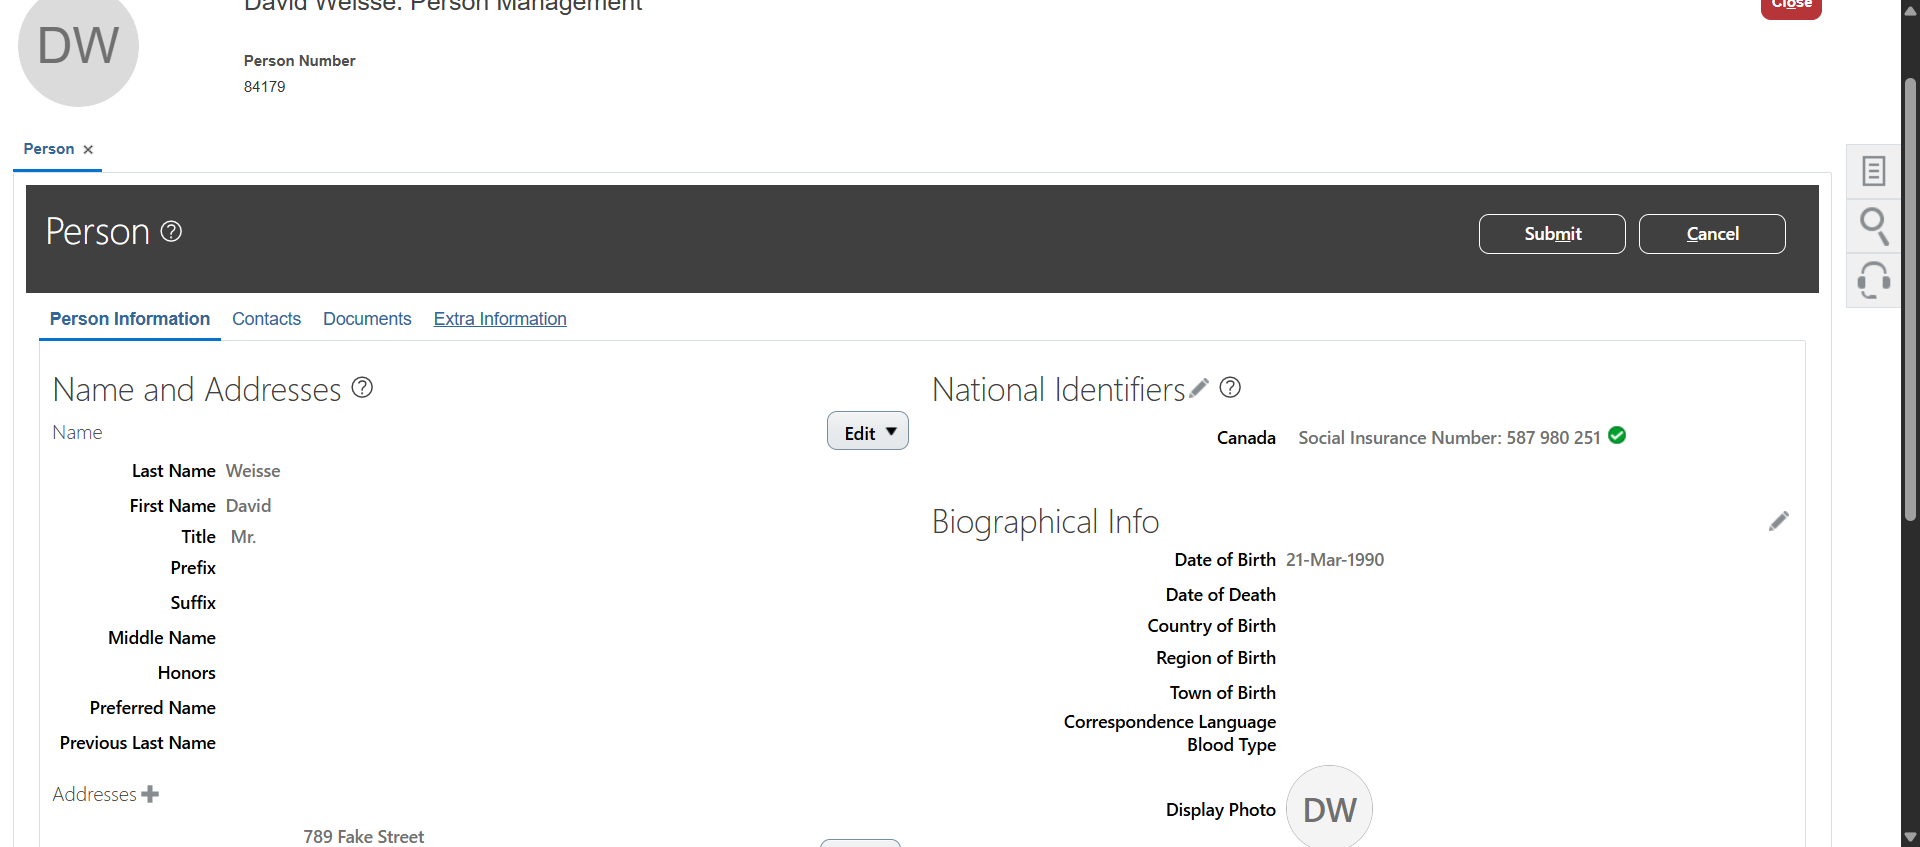 DW
David Weisse: Person Management
Close
Person Number
84179
Person
Person
Submit
Cancel
Person Information
Contacts
Documents
Extra Information
Name and Addresses
Name
Edit
Last Name Weisse
First Name David
Title Mr.
Prefix
Suffix
Middle Name
Honors
Preferred Name
Previous Last Name
Addresses
789 Fake Street
National Identifiers
Canada Social Insurance Number: 587 980 251
Biographical Info
Date of Birth 21-Mar-1990
Date of Death
Country of Birth
Region of Birth
Town of Birth
Correspondence Language
Blood Type
Display Photo DW